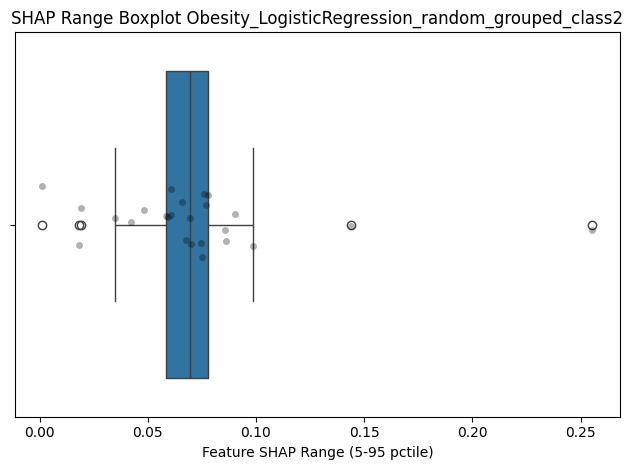 SHAP Range Boxplot Obesity_LogisticRegression_random_grouped_class2
0.00 0.05 0.10 0.15 0.20 0.25
Feature SHAP Range (5-95 pctile)